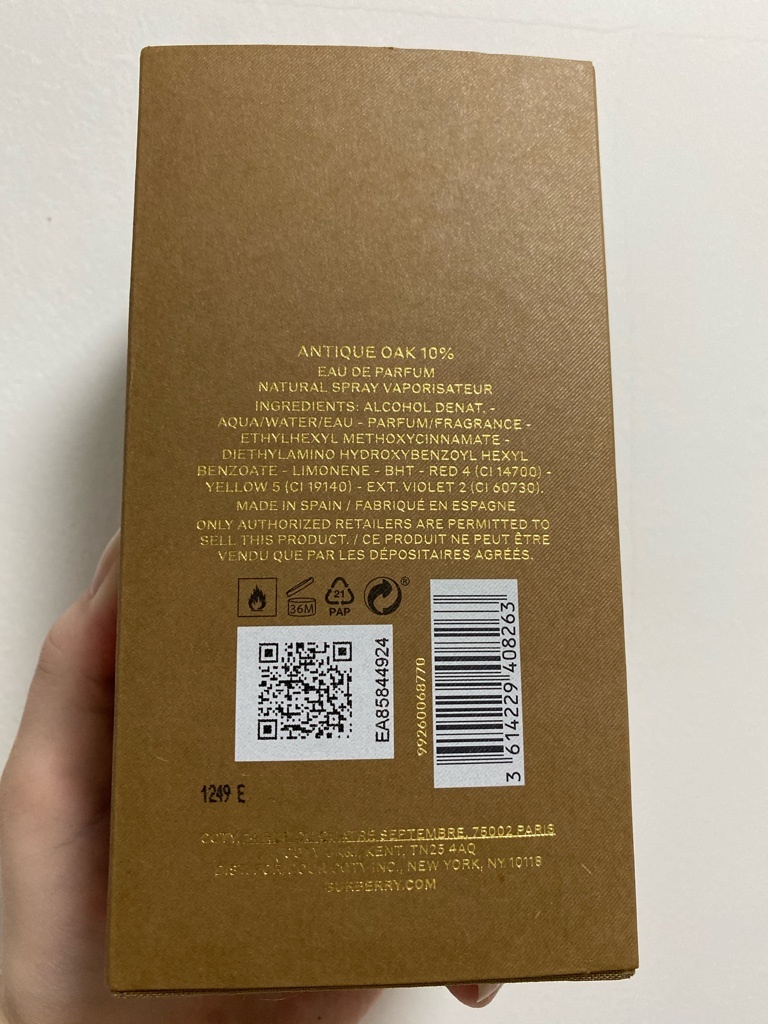 ANTIQUE OAK 10%
EAU DE PARFUM
NATURAL SPRAY VAPORISATEUR
INGREDIENTS: ALCOHOL DENAT. -
AQUA/WATER/EAU - PARFUM/FRAGRANCE -
ETHYLHEXYL METHOXYCINNAMATE -
DIETHYLAMINO HYDROXYBENZOYL HEXYL
BENZOATE - LIMONENE - BHT - RED 4 (CI 14700) -
YELLOW 5 (CI 19140) - EXT. VIOLET 2 (CI 60730).
MADE IN SPAIN / FABRIQUÉ EN ESPAGNE
ONLY AUTHORIZED RETAILERS ARE PERMITTED TO
SELL THIS PRODUCT. / CE PRODUIT NE PEUT ÊTRE
VENDU QUE PAR LES DÉPOSITAIRES AGRÉÉS.
36M
21
PAP
®
EA85844924
99260068770
3 614229 408263
1249 E
COTY, SEPTEMBRE, 75002 PARIS
KENT, TN25 4AQ
COTY INC., NEW YORK, NY 10118
BURBERRY.COM